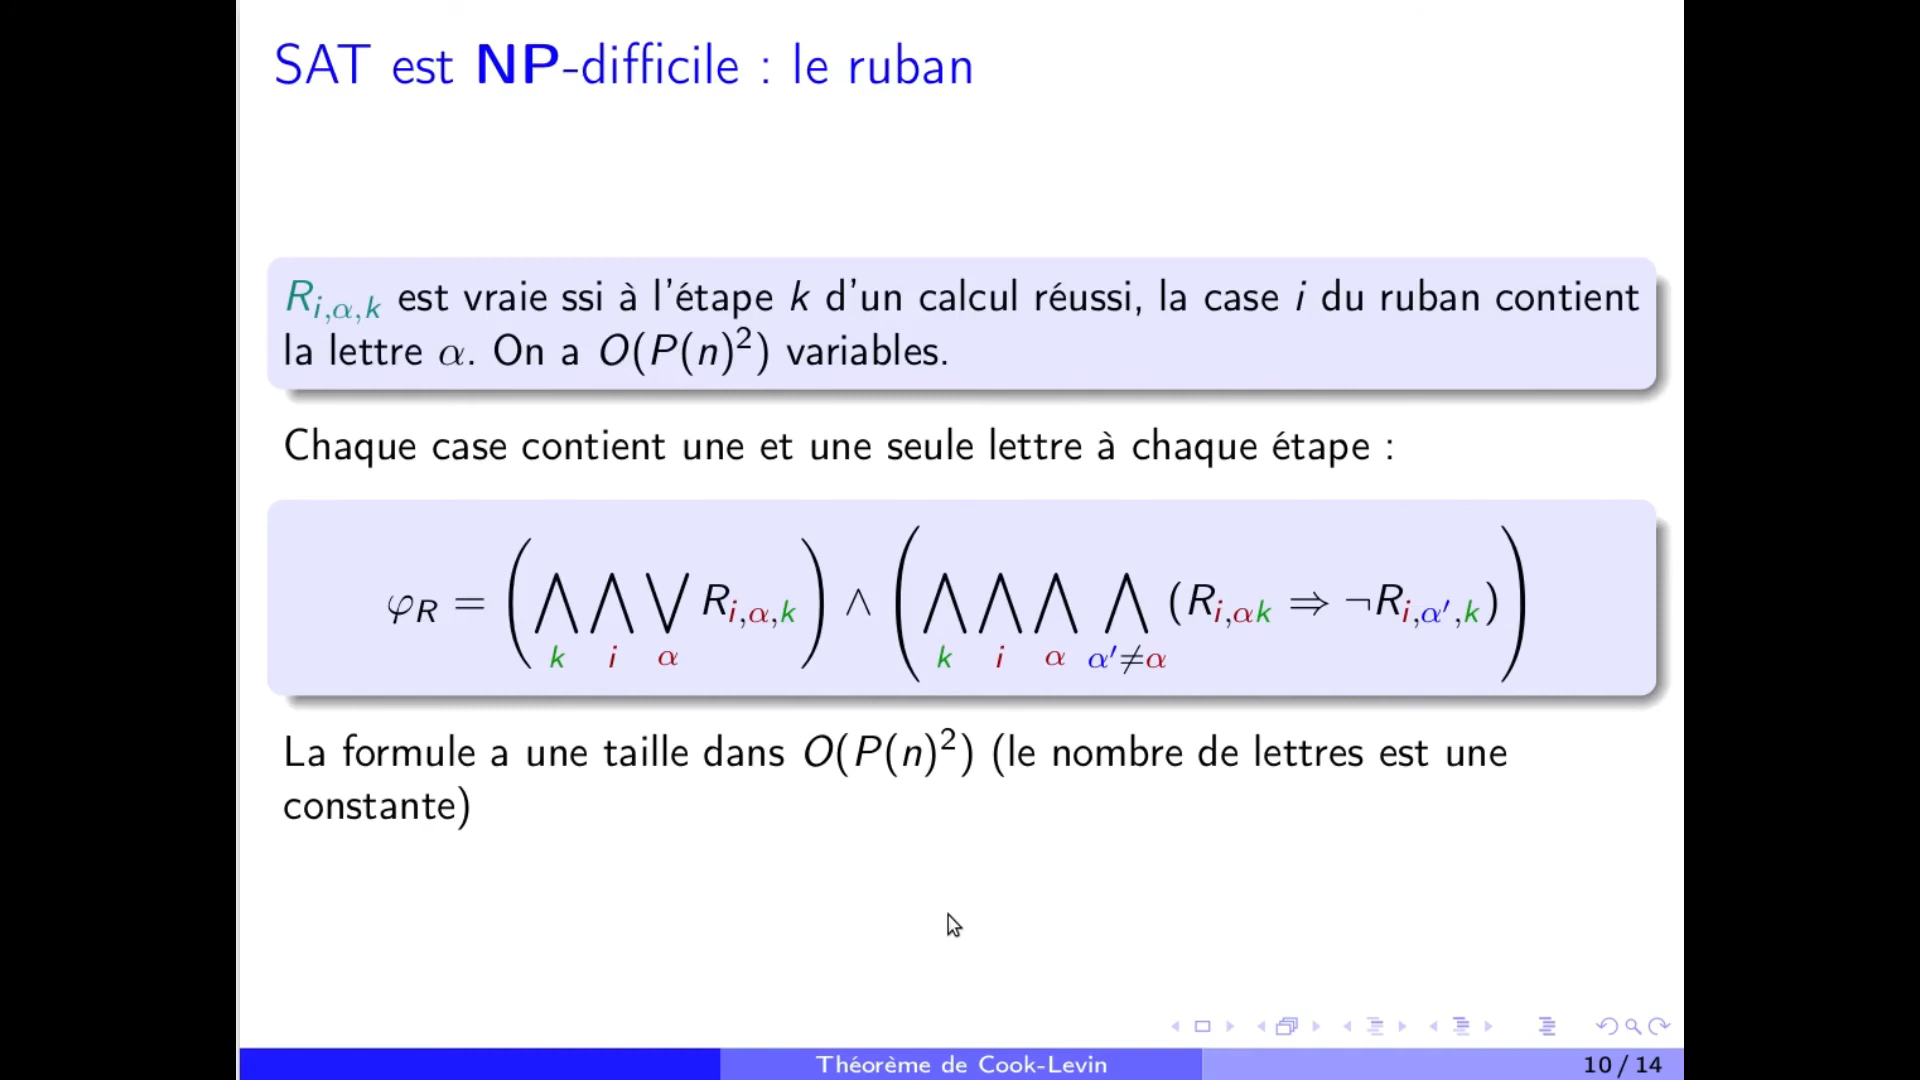 SAT est NP-difficile : le ruban
R_{i,α,k} est vraie ssi à l'étape k d'un calcul réussi, la case i du ruban contient
la lettre α. On a O(P(n)²) variables.
Chaque case contient une et une seule lettre à chaque étape :
φ_R = (⋀_k ⋀_i ⋁_α R_{i,α,k}) ∧ (⋀_k ⋀_i ⋀_α ⋀_{α′≠α} (R_{i,αk} ⇒ ¬R_{i,α′,k}))
La formule a une taille dans O(P(n)²) (le nombre de lettres est une
constante)
Théorème de Cook-Levin
10 / 14